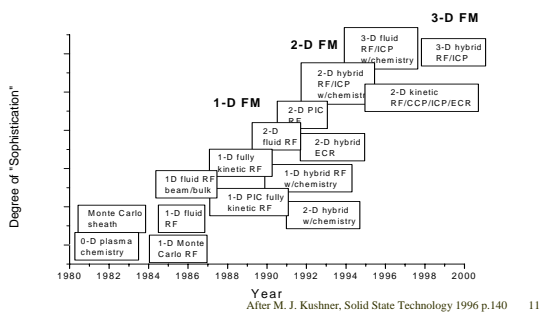 3-D FM
2-D FM
3-D fluid
RF/ICP
w/chemistry
3-D hybrid
RF/ICP
2-D hybrid
RF/ICP
w/chemistry
2-D kinetic
RF/CCP/ICP/ECR
1-D FM
2-D PIC
RF
2-D
fluid RF
2-D hybrid
ECR
1-D fully
kinetic RF
1-D hybrid RF
w/chemistry
1D fluid RF
beam/bulk
1-D PIC fully
kinetic RF
2-D hybrid
w/chemistry
Monte Carlo
sheath
1-D fluid
RF
0-D plasma
chemistry
1-D Monte
Carlo RF
Degree of "Sophistication"
1980 1982 1984 1986 1988 1990 1992 1994 1996 1998 2000
Year
After M. J. Kushner, Solid State Technology 1996 p.140 11